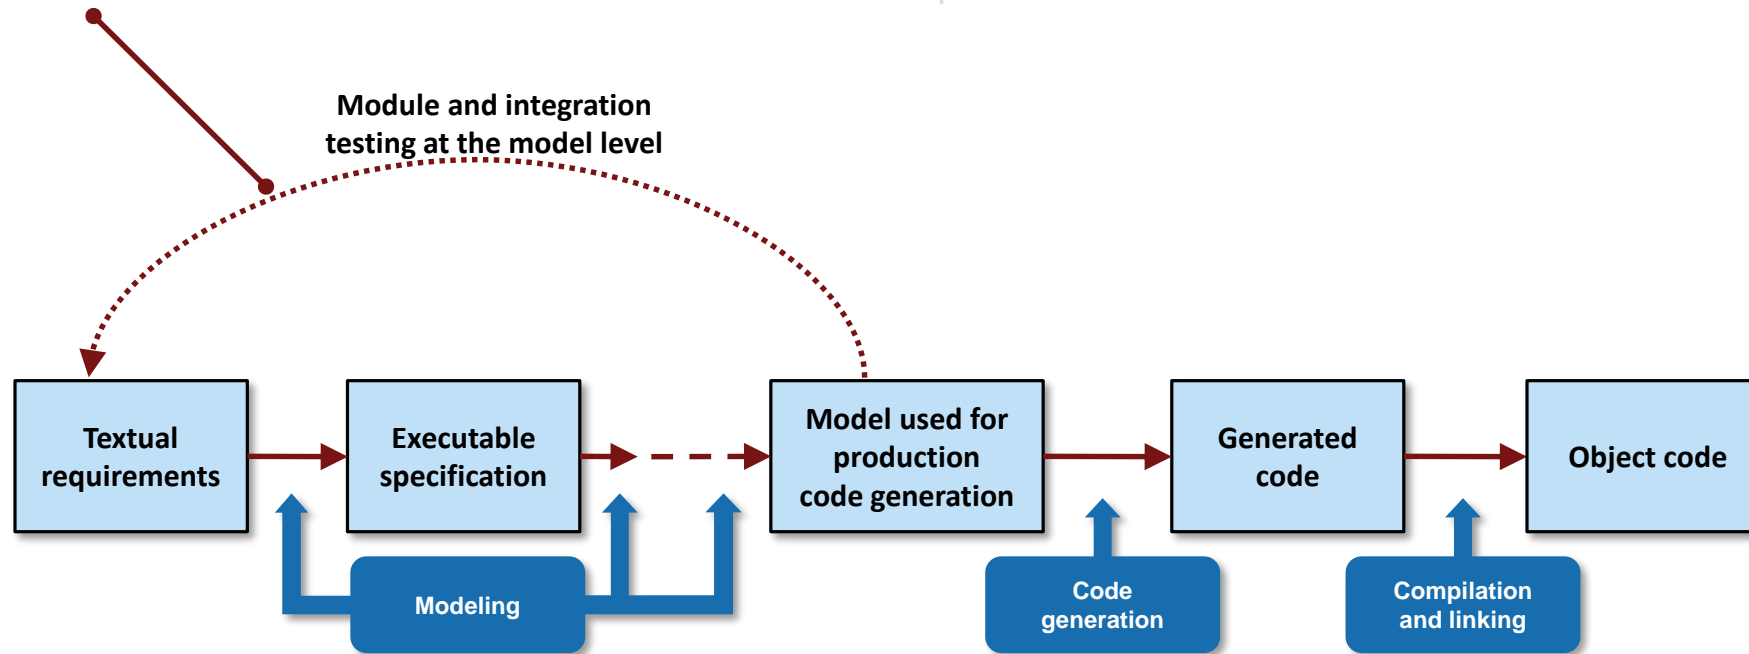 Module and integration
testing at the model level
Textual
requirements
Executable
specification
Model used for
production
code generation
Generated
code
Object code
Modeling
Code
generation
Compilation
and linking